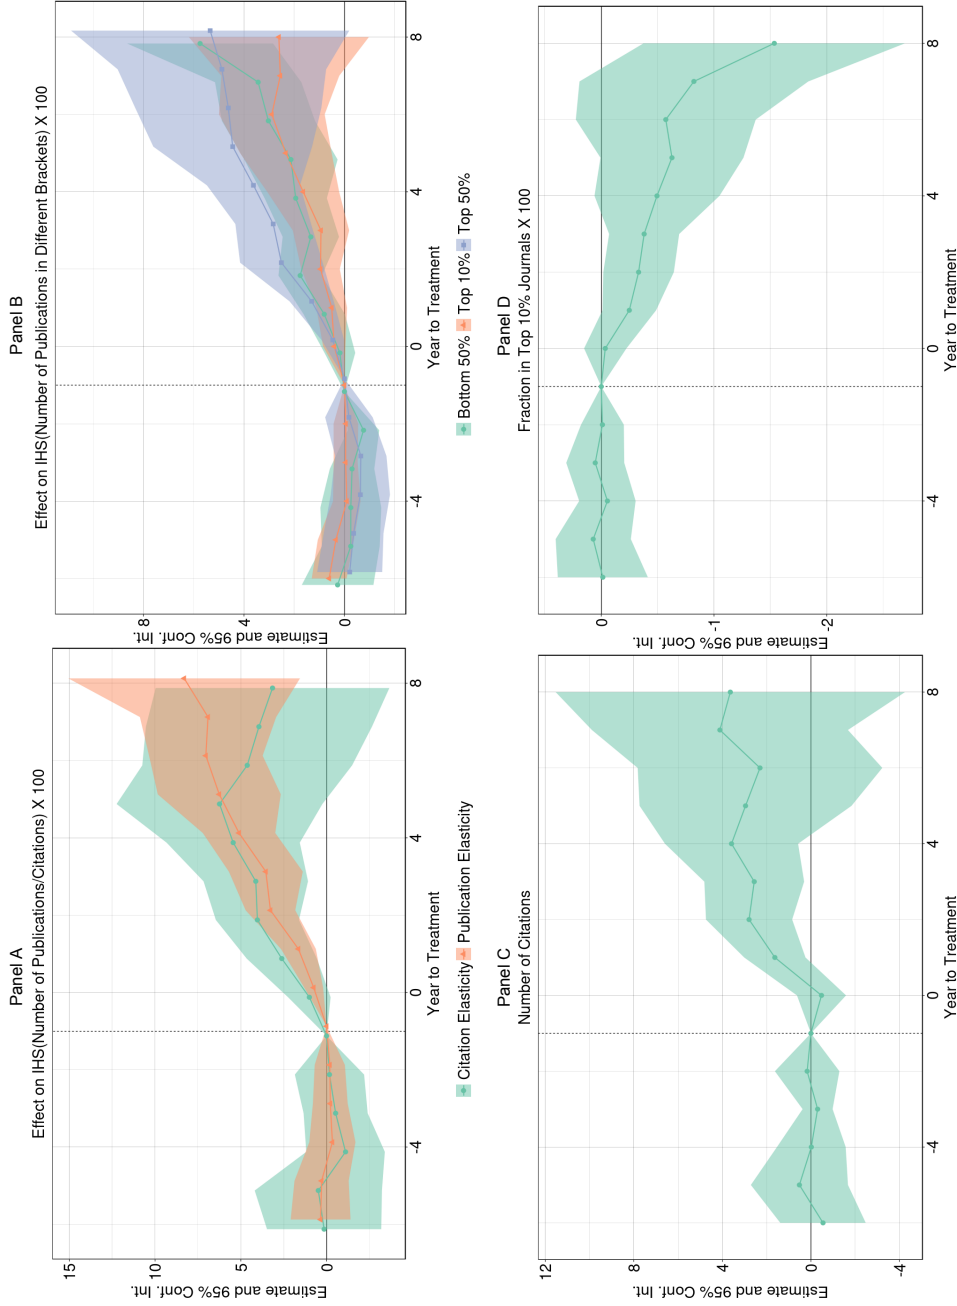 Panel A
Effect on IHS(Number of Publications/Citations) X 100
Estimate and 95% Conf. Int.
15
10
5
0
-4
0
4
8
Year to Treatment
Citation Elasticity
Publication Elasticity
Panel B
Effect on IHS(Number of Publications in Different Brackets) X 100
Estimate and 95% Conf. Int.
8
4
0
-4
0
4
8
Year to Treatment
Bottom 50%
Top 10%
Top 50%
Panel C
Number of Citations
Estimate and 95% Conf. Int.
12
8
4
0
-4
-4
0
4
8
Year to Treatment
Panel D
Fraction in Top 10% Journals X 100
Estimate and 95% Conf. Int.
0
-1
-2
-4
0
4
8
Year to Treatment